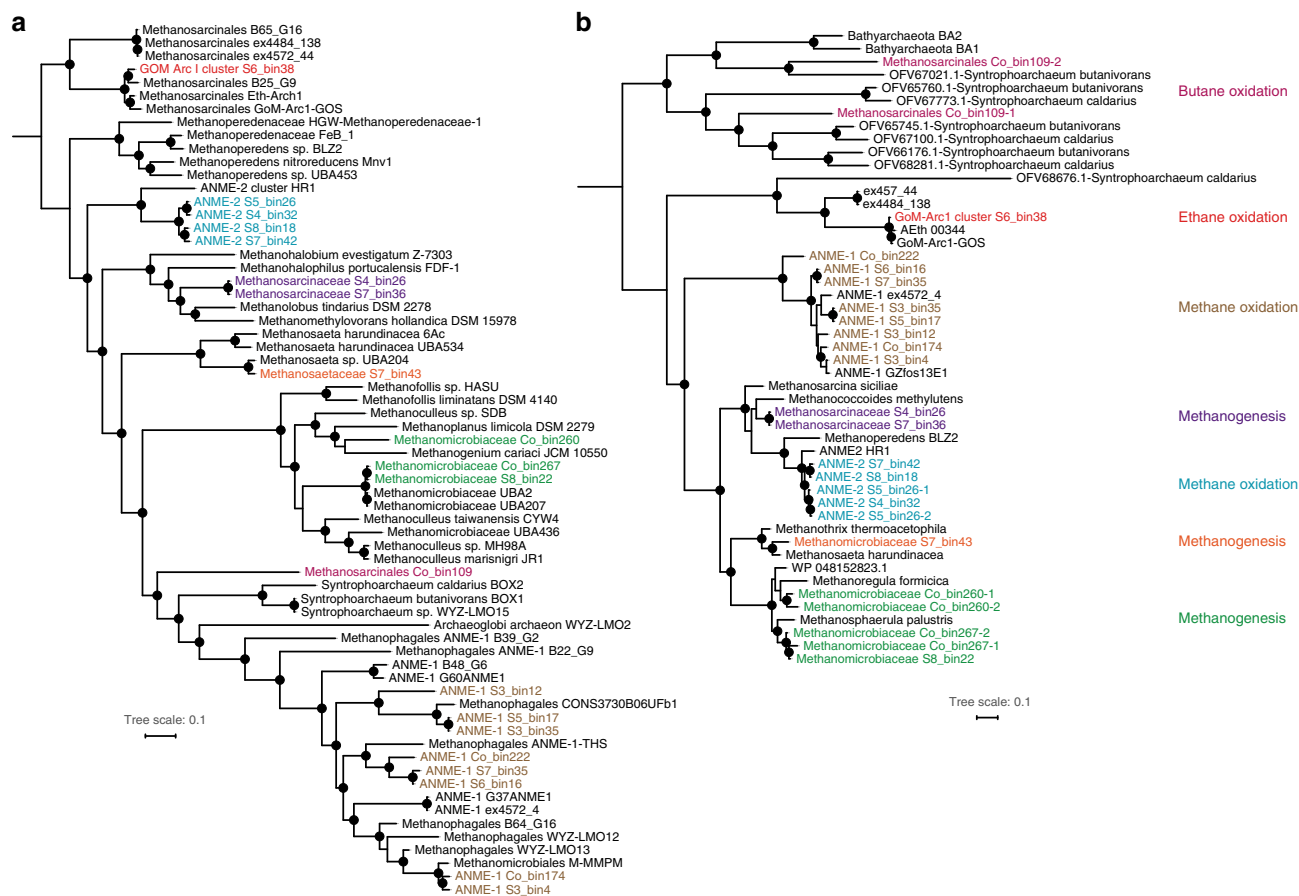 a
Methanosarcinales B65_G16
Methanosarcinales ex4484_138
Methanosarcinales ex4572_44
GOM Arc I cluster S6_bin38
Methanosarcinales B25_G9
Methanosarcinales Eth-Arch1
Methanosarcinales GoM-Arc1-GOS
Methanoperedenaceae HGW-Methanoperedenaceae-1
Methanoperedenaceae FeB_1
Methanoperedens sp. BLZ2
Methanoperedens nitroreducens Mnv1
Methanoperedens sp. UBA453
ANME-2 cluster HR1
ANME-2 S5_bin26
ANME-2 S4_bin32
ANME-2 S8_bin18
ANME-2 S7_bin42
Methanohalobium evestigatum Z-7303
Methanohalophilus portucalensis FDF-1
Methanosarcinaceae S4_bin26
Methanosarcinaceae S7_bin36
Methanolobus tindarius DSM 2278
Methanomethylovorans hollandica DSM 15978
Methanosaeta harundinacea 6Ac
Methanosaeta harundinacea UBA534
Methanosaeta sp. UBA204
Methanosaetaceae S7_bin43
Methanofollis sp. HASU
Methanofollis liminatans DSM 4140
Methanoculleus sp. SDB
Methanoplanus limicola DSM 2279
Methanomicrobiaceae Co_bin260
Methanogenium cariaci JCM 10550
Methanomicrobiaceae Co_bin267
Methanomicrobiaceae S8_bin22
Methanomicrobiaceae UBA2
Methanomicrobiaceae UBA207
Methanoculleus taiwanensis CYW4
Methanomicrobiaceae UBA436
Methanoculleus sp. MH98A
Methanoculleus marisnigri JR1
Methanosarcinales Co_bin109
Syntrophoarchaeum caldarius BOX2
Syntrophoarchaeum butanivorans BOX1
Syntrophoarchaeum sp. WYZ-LMO15
Archaeoglobi archaeon WYZ-LMO2
Methanophagales ANME-1 B39_G2
Methanophagales ANME-1 B22_G9
ANME-1 B48_G6
ANME-1 G60ANME1
ANME-1 S3_bin12
Methanophagales CONS3730B06UFb1
ANME-1 S5_bin17
ANME-1 S3_bin35
Methanophagales ANME-1-THS
ANME-1 Co_bin222
ANME-1 S7_bin35
ANME-1 S6_bin16
ANME-1 G37ANME1
ANME-1 ex4572_4
Methanophagales B64_G16
Methanophagales WYZ-LMO12
Methanophagales WYZ-LMO13
Methanomicrobiales M-MMPM
ANME-1 Co_bin174
ANME-1 S3_bin4
Tree scale: 0.1
b
Bathyarchaeota BA2
Bathyarchaeota BA1
Methanosarcinales Co_bin109-2
OFV67021.1-Syntrophoarchaeum butanivorans
OFV65760.1-Syntrophoarchaeum butanivorans
OFV67773.1-Syntrophoarchaeum caldarius
Methanosarcinales Co_bin109-1
OFV65745.1-Syntrophoarchaeum butanivorans
OFV67100.1-Syntrophoarchaeum caldarius
OFV66176.1-Syntrophoarchaeum butanivorans
OFV68281.1-Syntrophoarchaeum caldarius
OFV68676.1-Syntrophoarchaeum caldarius
ex457_44
ex4484_138
GoM-Arc1 cluster S6_bin38
AEth 00344
GoM-Arc1-GOS
ANME-1 Co_bin222
ANME-1 S6_bin16
ANME-1 S7_bin35
ANME-1 ex4572_4
ANME-1 S3_bin35
ANME-1 S5_bin17
ANME-1 S3_bin12
ANME-1 Co_bin174
ANME-1 S3_bin4
ANME-1 GZfos13E1
Methanosarcina siciliae
Methanococcoides methylutens
Methanosarcinaceae S4_bin26
Methanosarcinaceae S7_bin36
Methanoperedens BLZ2
ANME2 HR1
ANME-2 S7_bin42
ANME-2 S8_bin18
ANME-2 S5_bin26-1
ANME-2 S4_bin32
ANME-2 S5_bin26-2
Methanothrix thermoacetophila
Methanomicrobiaceae S7_bin43
Methanosaeta harundinacea
WP 048152823.1
Methanoregula formicica
Methanomicrobiaceae Co_bin260-1
Methanomicrobiaceae Co_bin260-2
Methanosphaerula palustris
Methanomicrobiaceae Co_bin267-2
Methanomicrobiaceae Co_bin267-1
Methanomicrobiaceae S8_bin22
Tree scale: 0.1
Butane oxidation
Ethane oxidation
Methane oxidation
Methanogenesis
Methane oxidation
Methanogenesis
Methanogenesis